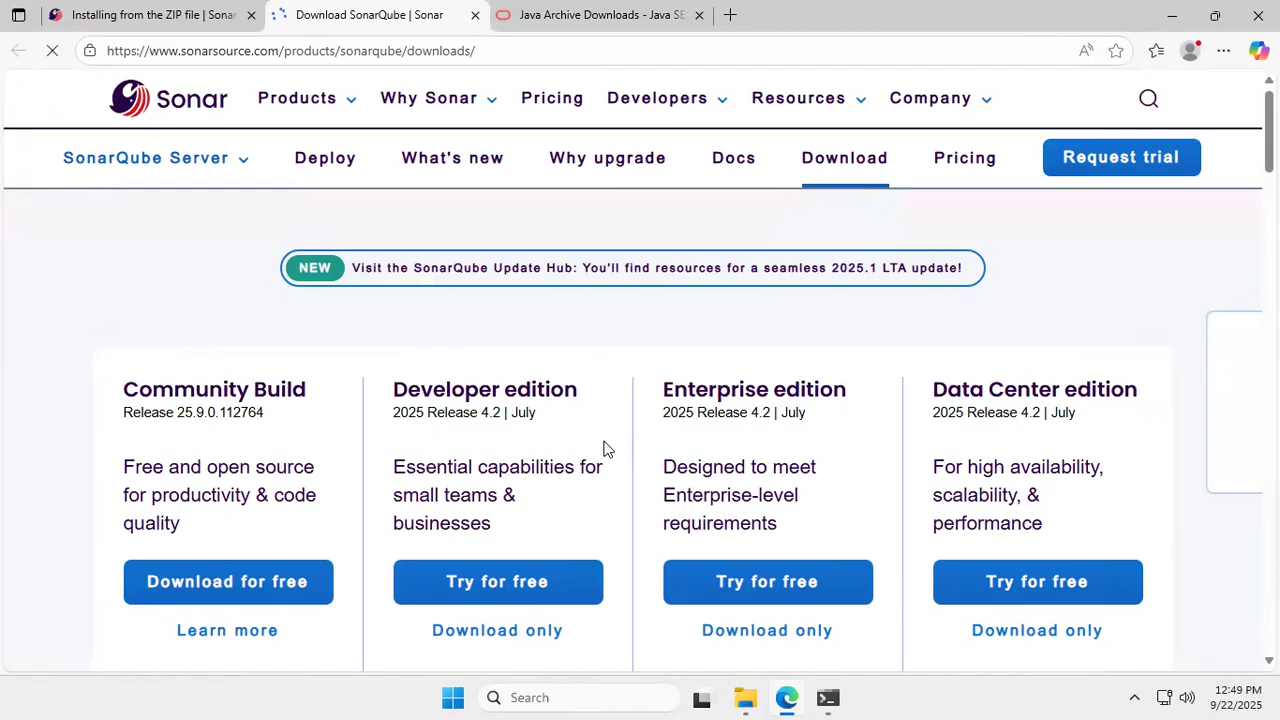 Installing from the ZIP file | Sonar
Download SonarQube | Sonar
Java Archive Downloads - Java SE
https://www.sonarsource.com/products/sonarqube/downloads/
Sonar
Products
Why Sonar
Pricing
Developers
Resources
Company
SonarQube Server
Deploy
What's new
Why upgrade
Docs
Download
Pricing
Request trial
NEW
Visit the SonarQube Update Hub: You'll find resources for a seamless 2025.1 LTA update!
Community Build
Release 25.9.0.112764
Free and open source
for productivity & code
quality
Download for free
Learn more
Developer edition
2025 Release 4.2 | July
Essential capabilities for
small teams &
businesses
Try for free
Download only
Enterprise edition
2025 Release 4.2 | July
Designed to meet
Enterprise-level
requirements
Try for free
Download only
Data Center edition
2025 Release 4.2 | July
For high availability,
scalability, &
performance
Try for free
Download only
Search
12:49 PM
9/22/2025